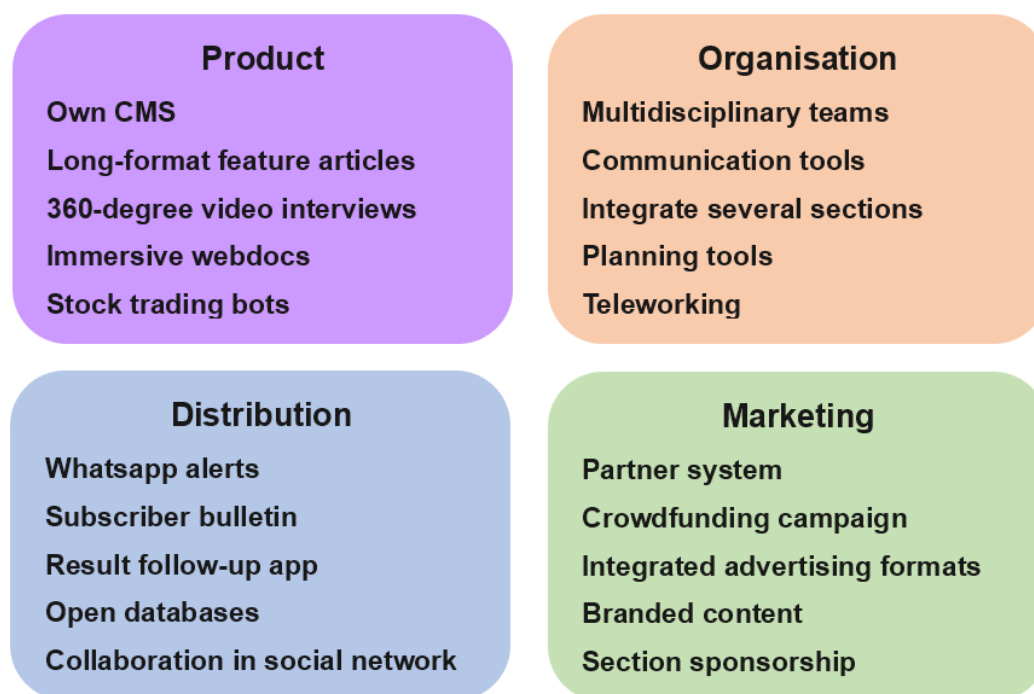 Product
Own CMS
Long-format feature articles
360-degree video interviews
Immersive webdocs
Stock trading bots
Organisation
Multidisciplinary teams
Communication tools
Integrate several sections
Planning tools
Teleworking
Distribution
Whatsapp alerts
Subscriber bulletin
Result follow-up app
Open databases
Collaboration in social network
Marketing
Partner system
Crowdfunding campaign
Integrated advertising formats
Branded content
Section sponsorship